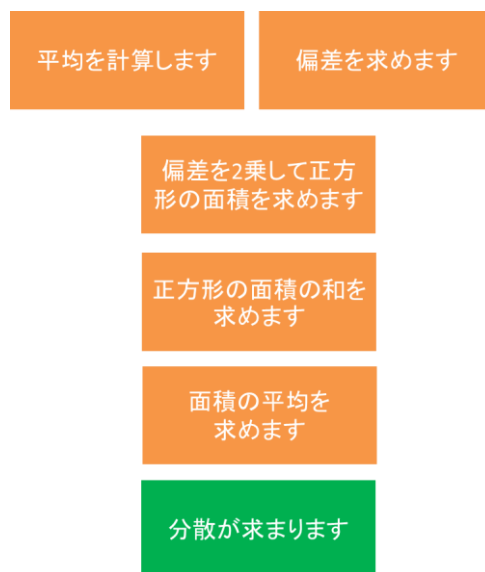 平均を計算します
偏差を求めます
偏差を2乗して正方
形の面積を求めます
正方形の面積の和を
求めます
面積の平均を
求めます
分散が求まります